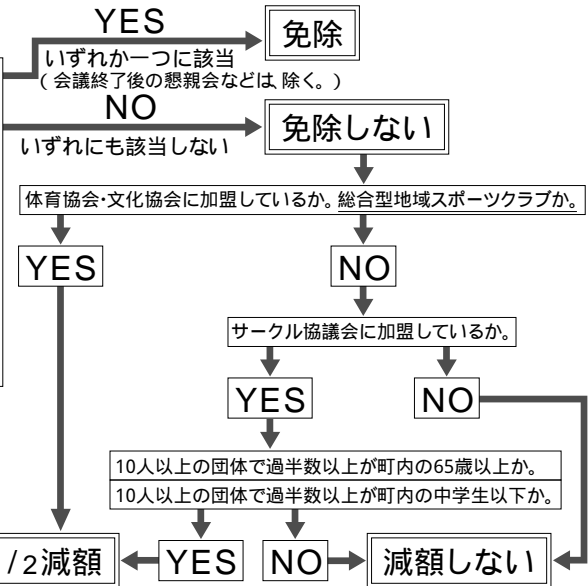 YES
いずれか一つに該当
(会議終了後の懇親会などは、除く。)
免除
NO
いずれにも該当しない
免除しない
体育協会・文化協会に加盟しているか。総合型地域スポーツクラブか。
YES
NO
サークル協議会に加盟しているか。
YES
NO
10人以上の団体で過半数以上が町内の65歳以上か。
10人以上の団体で過半数以上が町内の中学生以下か。
/2減額
YES
NO
減額しない